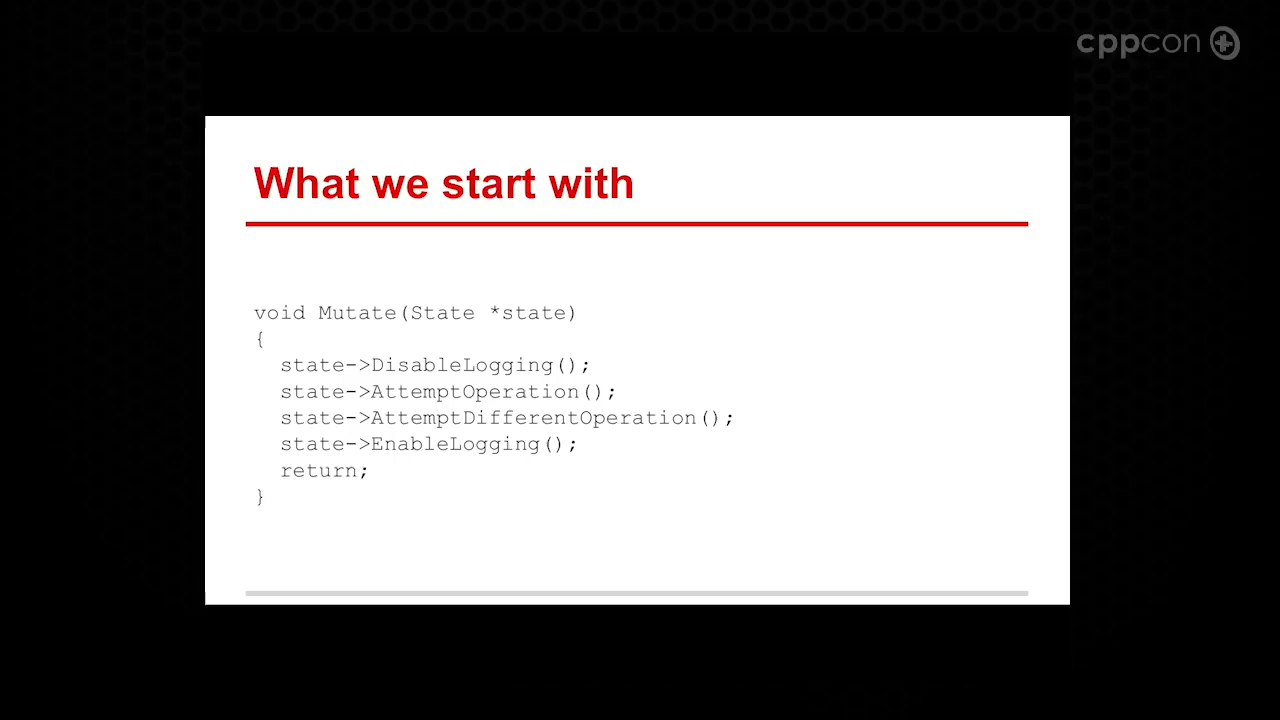 cppcon
What we start with
void Mutate(State *state)
{
  state->DisableLogging();
  state->AttemptOperation();
  state->AttemptDifferentOperation();
  state->EnableLogging();
  return;
}